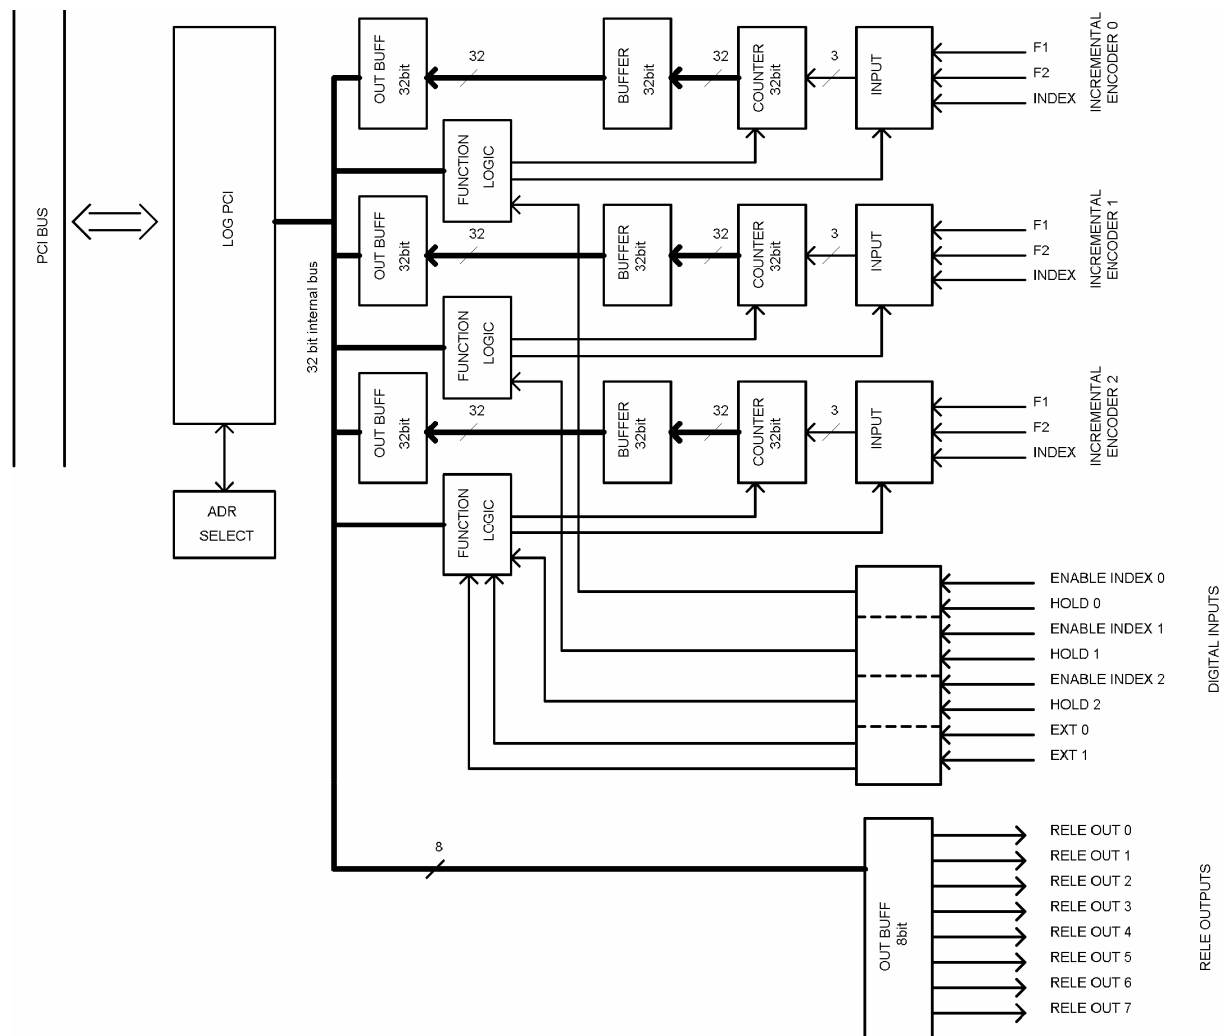 PCI BUS
LOG PCI
ADR
SELECT
32 bit internal bus
OUT BUFF
32bit
32
BUFFER
32bit
32
COUNTER
32bit
3
INPUT
F1
F2
INDEX
INCREMENTAL
ENCODER 0
FUNCTION
LOGIC
OUT BUFF
32bit
32
BUFFER
32bit
32
COUNTER
32bit
3
INPUT
F1
F2
INDEX
INCREMENTAL
ENCODER 1
FUNCTION
LOGIC
OUT BUFF
32bit
32
BUFFER
32bit
32
COUNTER
32bit
3
INPUT
F1
F2
INDEX
INCREMENTAL
ENCODER 2
FUNCTION
LOGIC
ENABLE INDEX 0
HOLD 0
ENABLE INDEX 1
HOLD 1
ENABLE INDEX 2
HOLD 2
EXT 0
EXT 1
DIGITAL INPUTS
8
OUT BUFF
8bit
RELE OUT 0
RELE OUT 1
RELE OUT 2
RELE OUT 3
RELE OUT 4
RELE OUT 5
RELE OUT 6
RELE OUT 7
RELE OUTPUTS